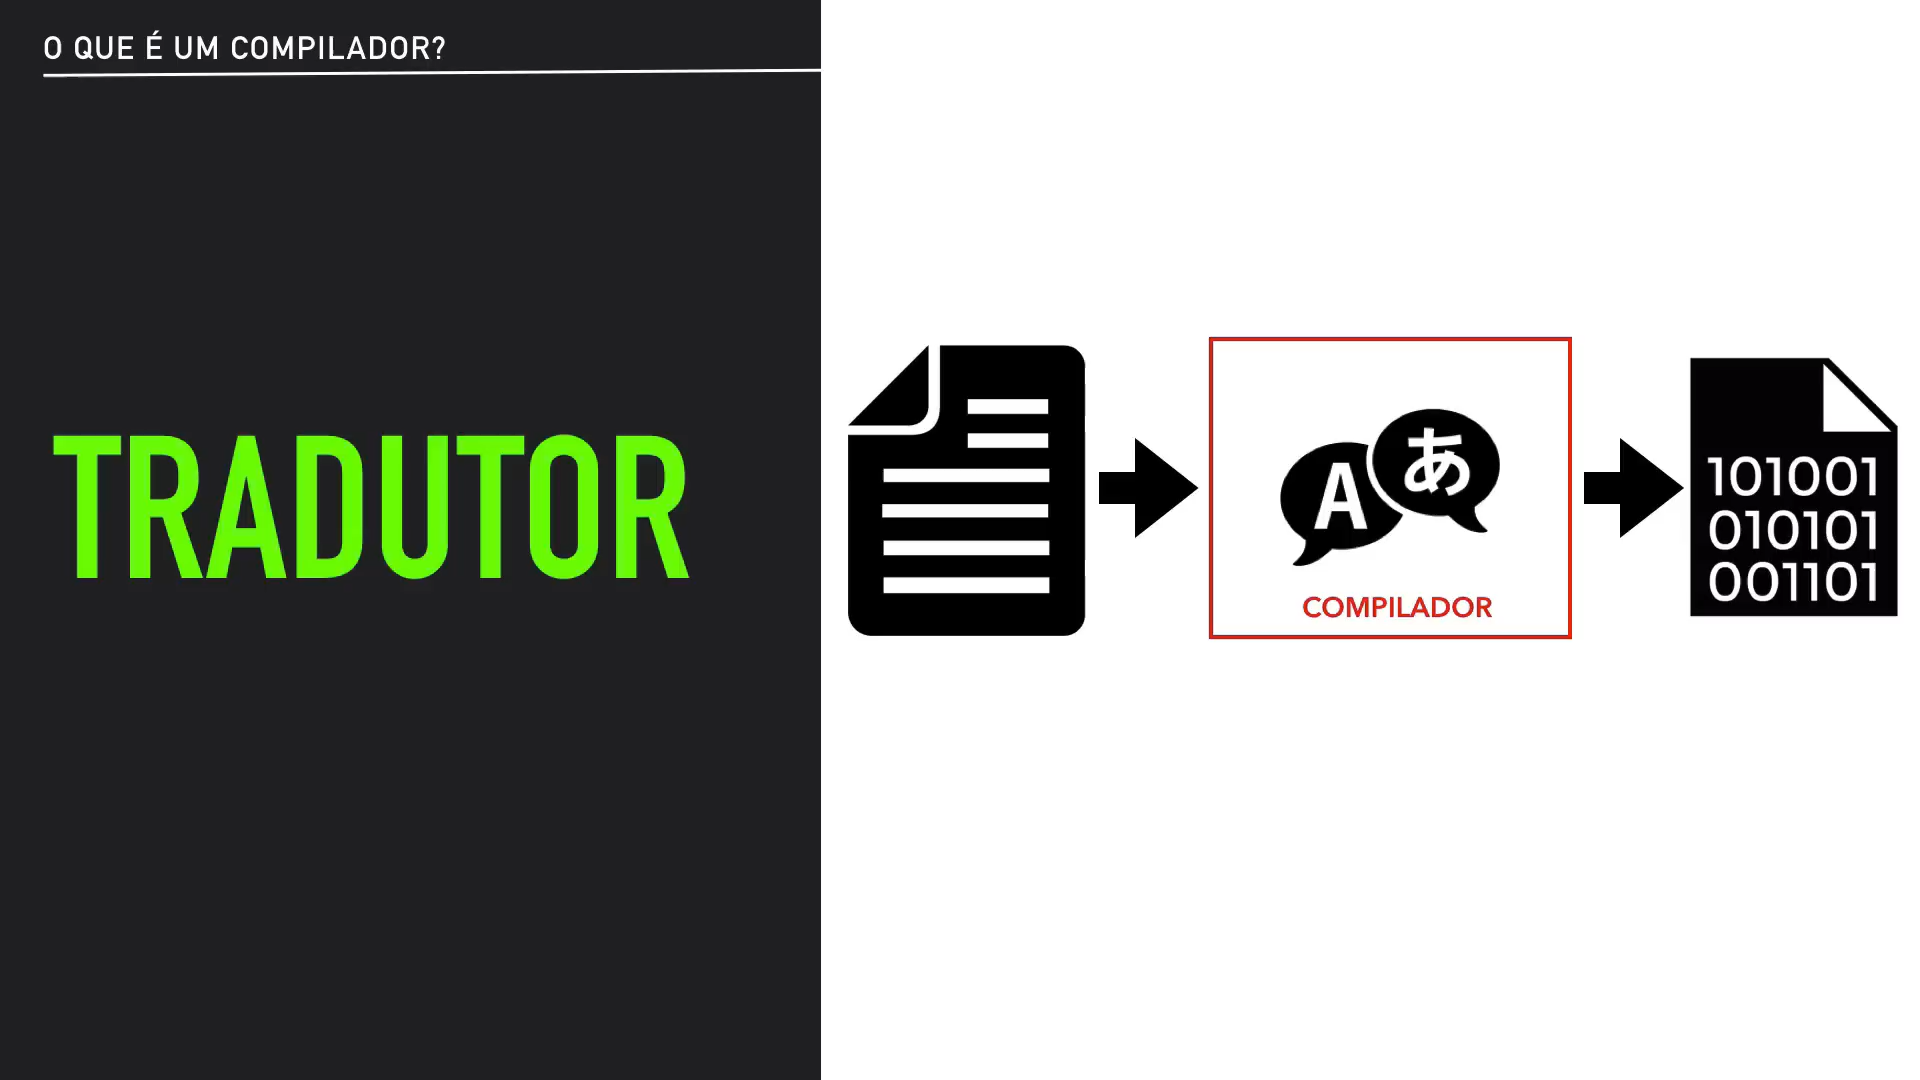 O QUE É UM COMPILADOR?
TRADUTOR
A あ
COMPILADOR
101001
010101
001101